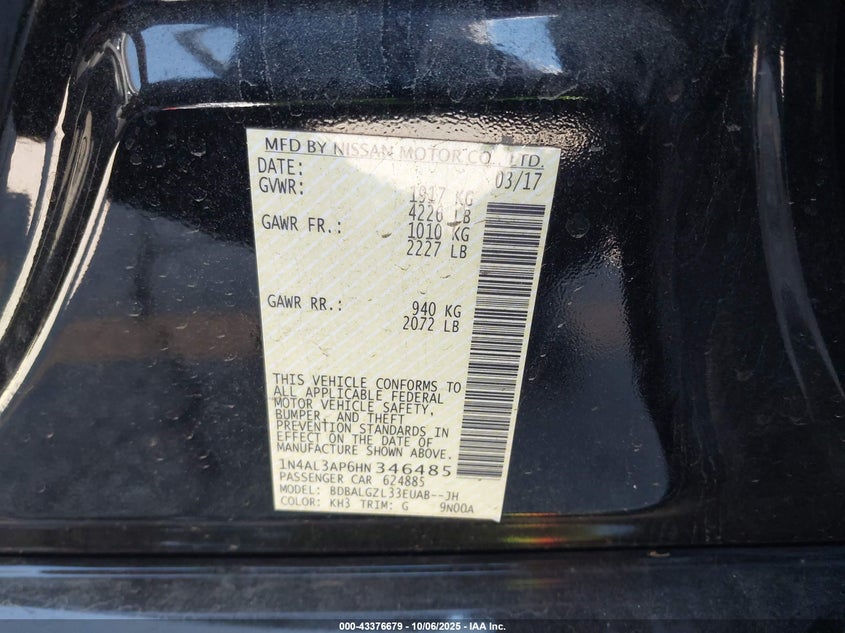 MFD BY NISSAN MOTOR CO., LTD.
DATE: 03/17
GVWR: 1917 KG
4226 LB
GAWR FR.: 1010 KG
2227 LB
GAWR RR.: 940 KG
2072 LB
THIS VEHICLE CONFORMS TO
ALL APPLICABLE FEDERAL
MOTOR VEHICLE SAFETY,
BUMPER, AND THEFT
PREVENTION STANDARDS IN
EFFECT ON THE DATE OF
MANUFACTURE SHOWN ABOVE.
1N4AL3AP6HN 346485
PASSENGER CAR 624885
MODEL: BDBALGZL33EUAB--JH
COLOR: KH3 TRIM: G 9N00A
000-43376679 | 10/06/2025 | IAA Inc.